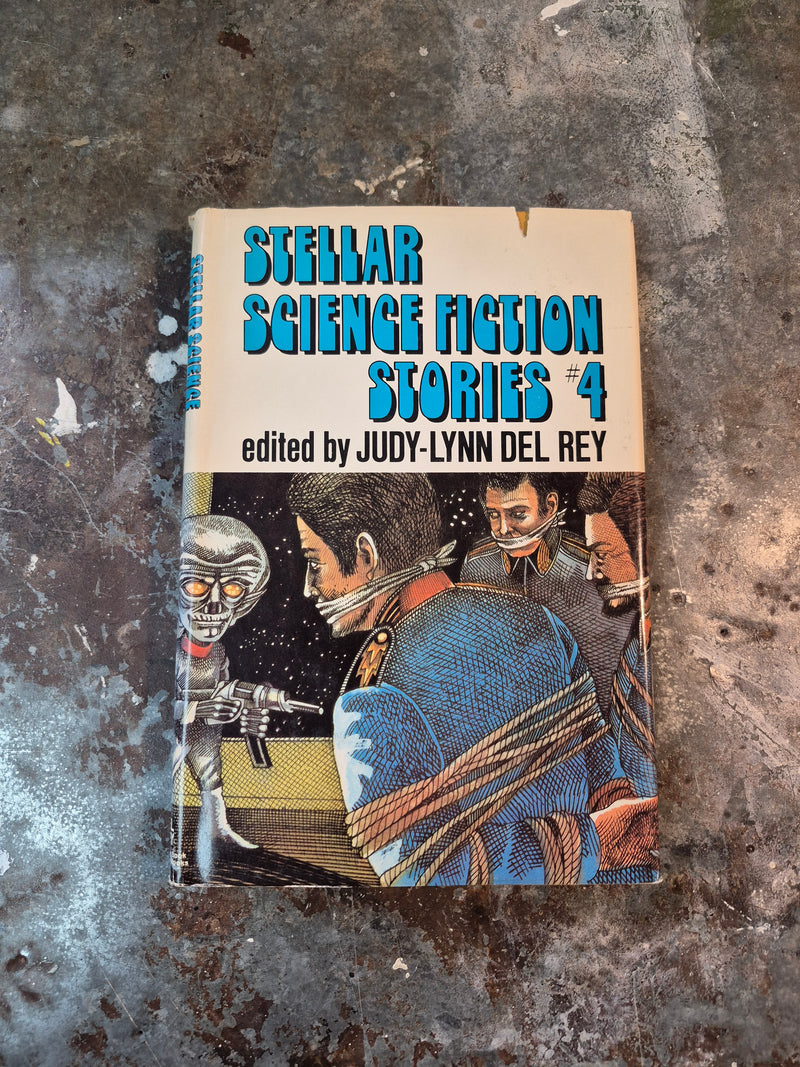 STELLAR
SCIENCE FICTION
STORIES #4
edited by JUDY-LYNN DEL REY
STELLAR SCIENCE